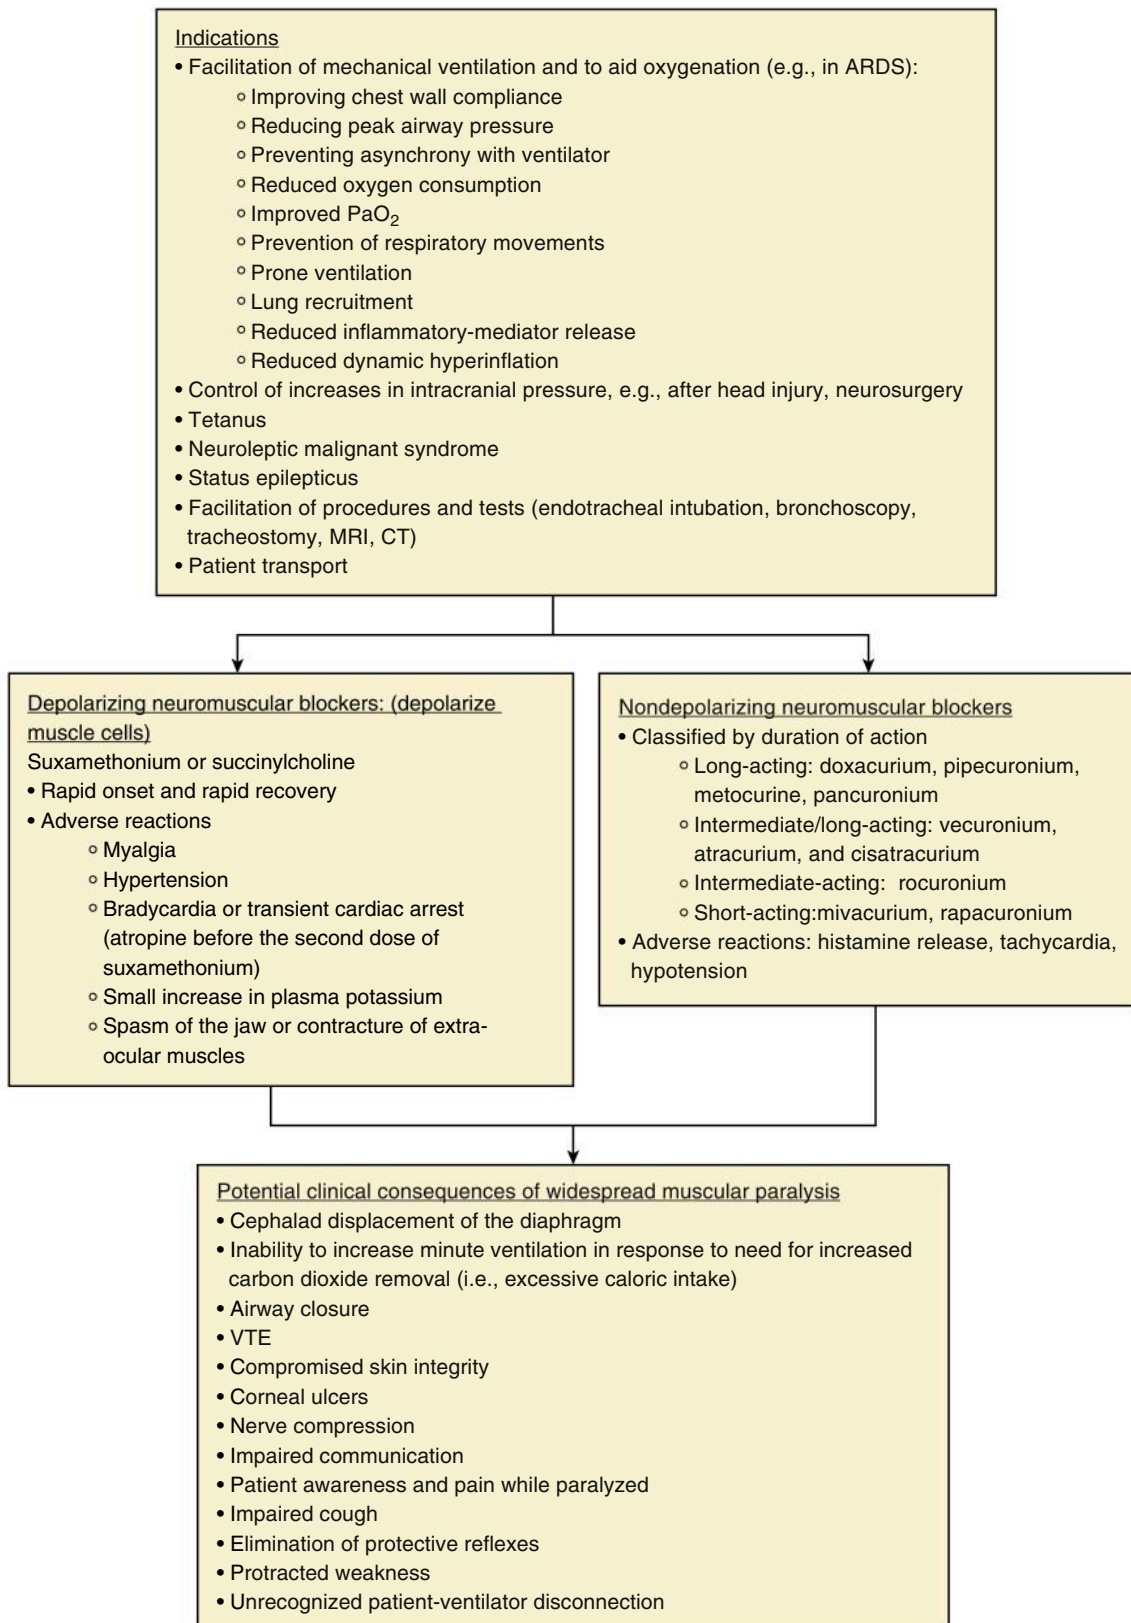 Indications
• Facilitation of mechanical ventilation and to aid oxygenation (e.g., in ARDS):
○ Improving chest wall compliance
○ Reducing peak airway pressure
○ Preventing asynchrony with ventilator
○ Reduced oxygen consumption
○ Improved PaO2
○ Prevention of respiratory movements
○ Prone ventilation
○ Lung recruitment
○ Reduced inflammatory-mediator release
○ Reduced dynamic hyperinflation
• Control of increases in intracranial pressure, e.g., after head injury, neurosurgery
• Tetanus
• Neuroleptic malignant syndrome
• Status epilepticus
• Facilitation of procedures and tests (endotracheal intubation, bronchoscopy,
tracheostomy, MRI, CT)
• Patient transport
Depolarizing neuromuscular blockers: (depolarize
muscle cells)
Suxamethonium or succinylcholine
• Rapid onset and rapid recovery
• Adverse reactions
○ Myalgia
○ Hypertension
○ Bradycardia or transient cardiac arrest
(atropine before the second dose of
suxamethonium)
○ Small increase in plasma potassium
○ Spasm of the jaw or contracture of extra-
ocular muscles
Nondepolarizing neuromuscular blockers
• Classified by duration of action
○ Long-acting: doxacurium, pipecuronium,
metocurine, pancuronium
○ Intermediate/long-acting: vecuronium,
atracurium, and cisatracurium
○ Intermediate-acting: rocuronium
○ Short-acting:mivacurium, rapacuronium
• Adverse reactions: histamine release, tachycardia,
hypotension
Potential clinical consequences of widespread muscular paralysis
• Cephalad displacement of the diaphragm
• Inability to increase minute ventilation in response to need for increased
carbon dioxide removal (i.e., excessive caloric intake)
• Airway closure
• VTE
• Compromised skin integrity
• Corneal ulcers
• Nerve compression
• Impaired communication
• Patient awareness and pain while paralyzed
• Impaired cough
• Elimination of protective reflexes
• Protracted weakness
• Unrecognized patient-ventilator disconnection